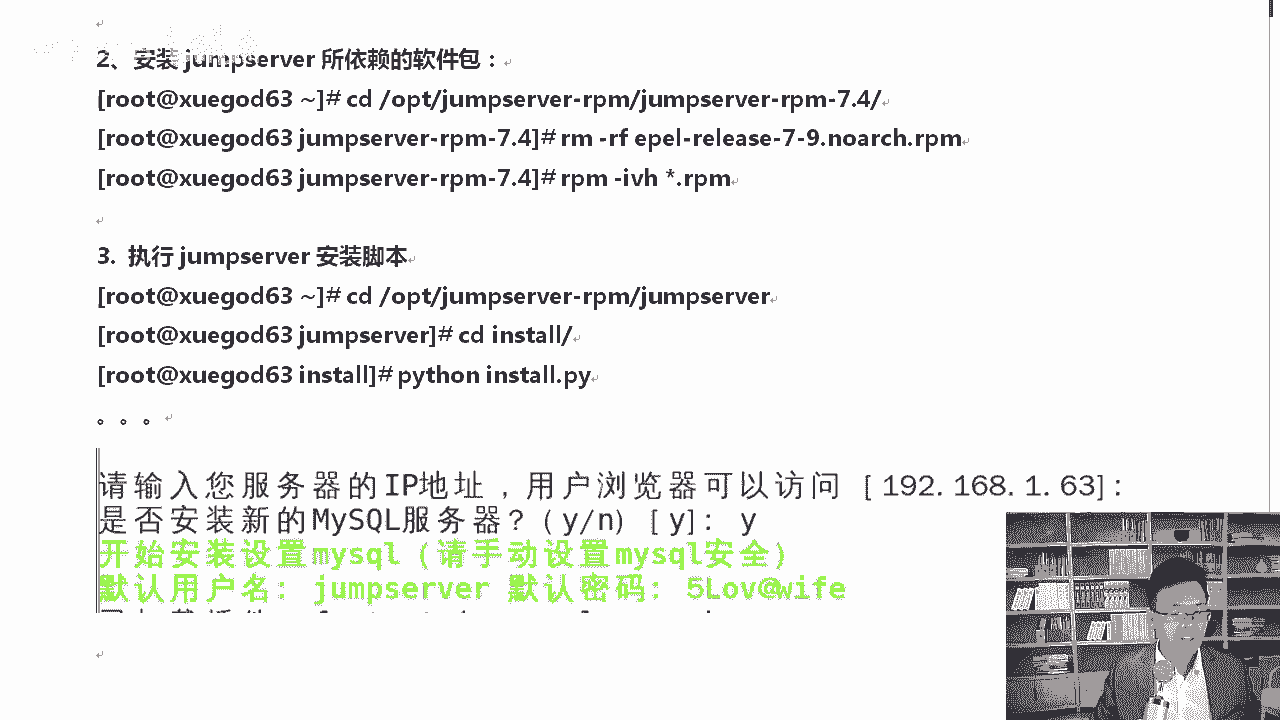 2、安装 jumpserver 所依赖的软件包：
[root@xuegod63 ~]# cd /opt/jumpserver-rpm/jumpserver-rpm-7.4/
[root@xuegod63 jumpserver-rpm-7.4]# rm -rf epel-release-7-9.noarch.rpm
[root@xuegod63 jumpserver-rpm-7.4]# rpm -ivh *.rpm
3. 执行 jumpserver 安装脚本
[root@xuegod63 ~]# cd /opt/jumpserver-rpm/jumpserver
[root@xuegod63 jumpserver]# cd install/
[root@xuegod63 install]# python install.py
。。。
请输入您服务器的IP地址，用户浏览器可以访问 [192.168.1.63]:
是否安装新的MySQL服务器? (y/n) [y]: y
开始安装设置mysql (请手动设置mysql安全)
默认用户名: jumpserver 默认密码: 5Lov@wife